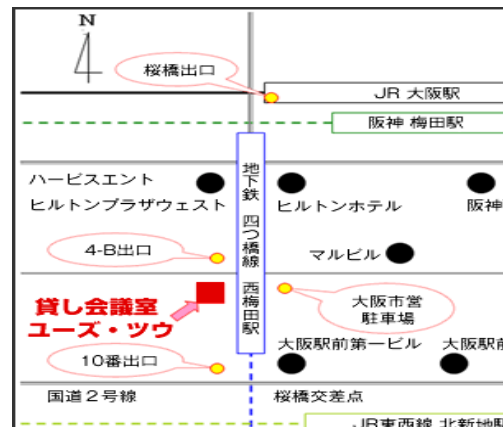 N
桜橋出口
JR 大阪駅
阪神 梅田駅
ハービスエント
ヒルトンプラザウェスト
地下鉄 四つ橋線 西梅田駅
ヒルトンホテル
阪神
4-B出口
マルビル
貸し会議室
ユーズ・ツウ
大阪市営
駐車場
10番出口
大阪駅前第一ビル
大阪駅前
国道2号線
桜橋交差点
JR東西線 北新地駅